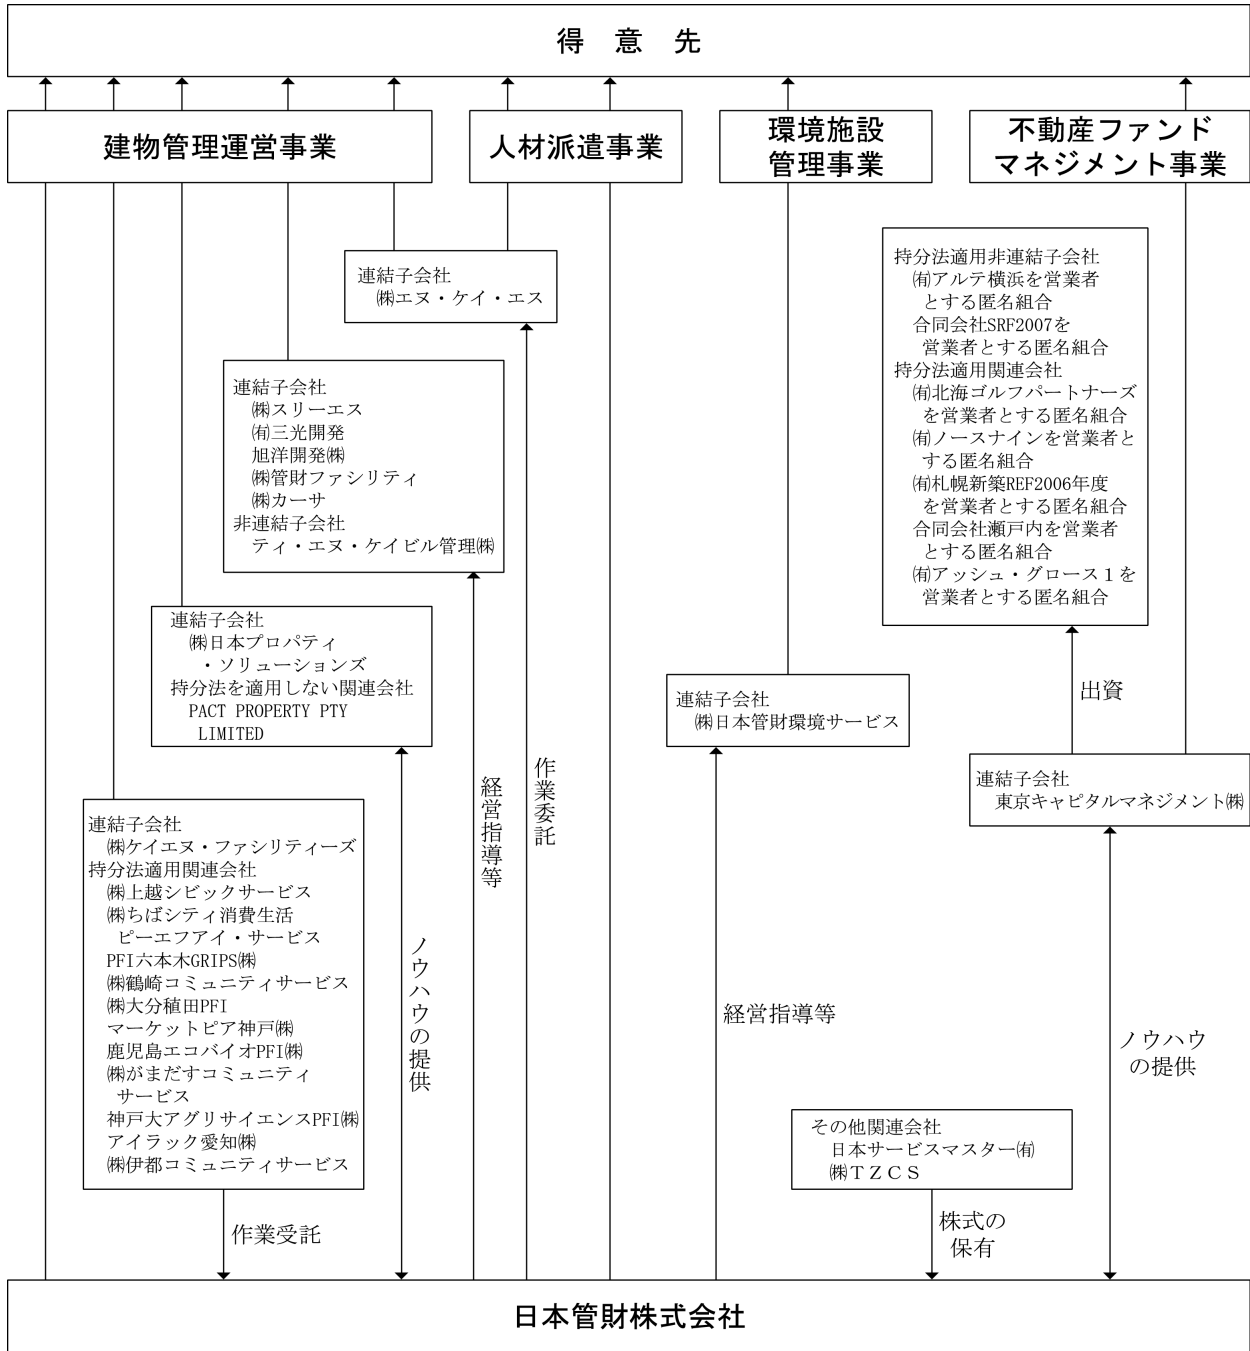 得 意 先
建物管理運営事業
人材派遣事業
環境施設
管理事業
不動産ファンド
マネジメント事業
連結子会社
㈱エヌ・ケイ・エス
連結子会社
㈱スリーエス
㈲三光開発
旭洋開発㈱
㈱管財ファシリティ
㈱カーサ
非連結子会社
ティ・エヌ・ケイビル管理㈱
連結子会社
㈱日本プロパティ
・ソリューションズ
持分法を適用しない関連会社
PACT PROPERTY PTY
LIMITED
連結子会社
㈱ケイエヌ・ファシリティーズ
持分法適用関連会社
㈱上越シビックサービス
㈱ちばシティ消費生活
ピーエフアイ・サービス
PFI六本木GRIPS㈱
㈱鶴崎コミュニティサービス
㈱大分稙田PFI
マーケットピア神戸㈱
鹿児島エコバイオPFI㈱
㈱がまだすコミュニティ
サービス
神戸大アグリサイエンスPFI㈱
アイラック愛知㈱
㈱伊都コミュニティサービス
作業受託
ノウハウの提供
経営指導等
作業委託
連結子会社
㈱日本管財環境サービス
経営指導等
持分法適用非連結子会社
㈲アルテ横浜を営業者
とする匿名組合
合同会社SRF2007を
営業者とする匿名組合
持分法適用関連会社
㈲北海ゴルフパートナーズ
を営業者とする匿名組合
㈲ノースナインを営業者と
する匿名組合
㈲札幌新築REF2006年度
を営業者とする匿名組合
合同会社瀬戸内を営業者
とする匿名組合
㈲アッシュ・グロース１を
営業者とする匿名組合
出資
連結子会社
東京キャピタルマネジメント㈱
ノウハウ
の提供
その他関連会社
日本サービスマスター㈲
㈱ＴＺＣＳ
株式の
保有
日本管財株式会社